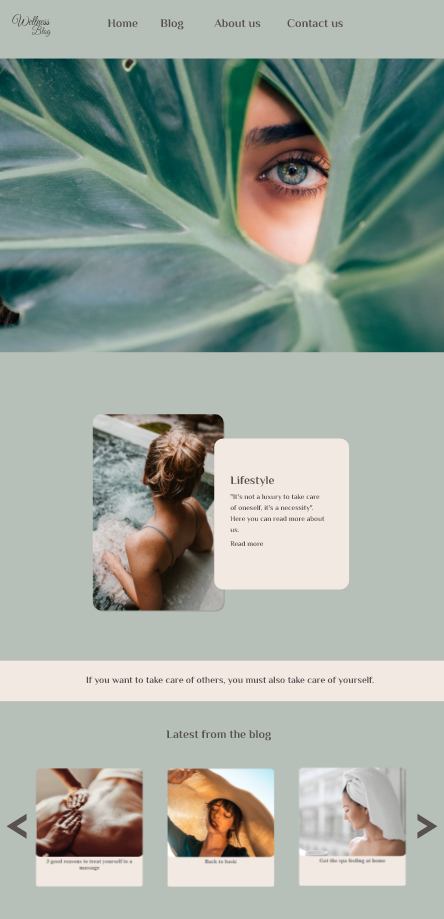 Wellness
Blog
Home Blog About us Contact us
Lifestyle
"It's not a luxury to take care
of oneself, it's a necessity".
Here you can read more about
us.
Read more
If you want to take care of others, you must also take care of yourself.
Latest from the blog
3 good reasons to treat yourself to a
massage
Back to basic
Get the spa feeling at home